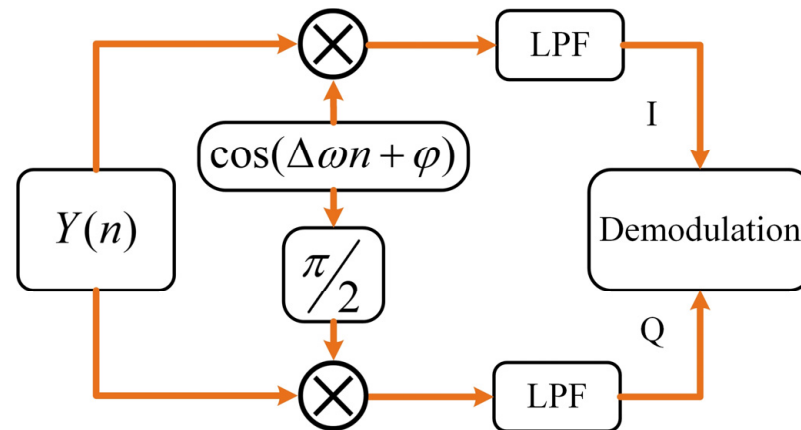 LPF
I
cos(Δωn + φ)
Y(n)
π/2
Demodulation
Q
LPF